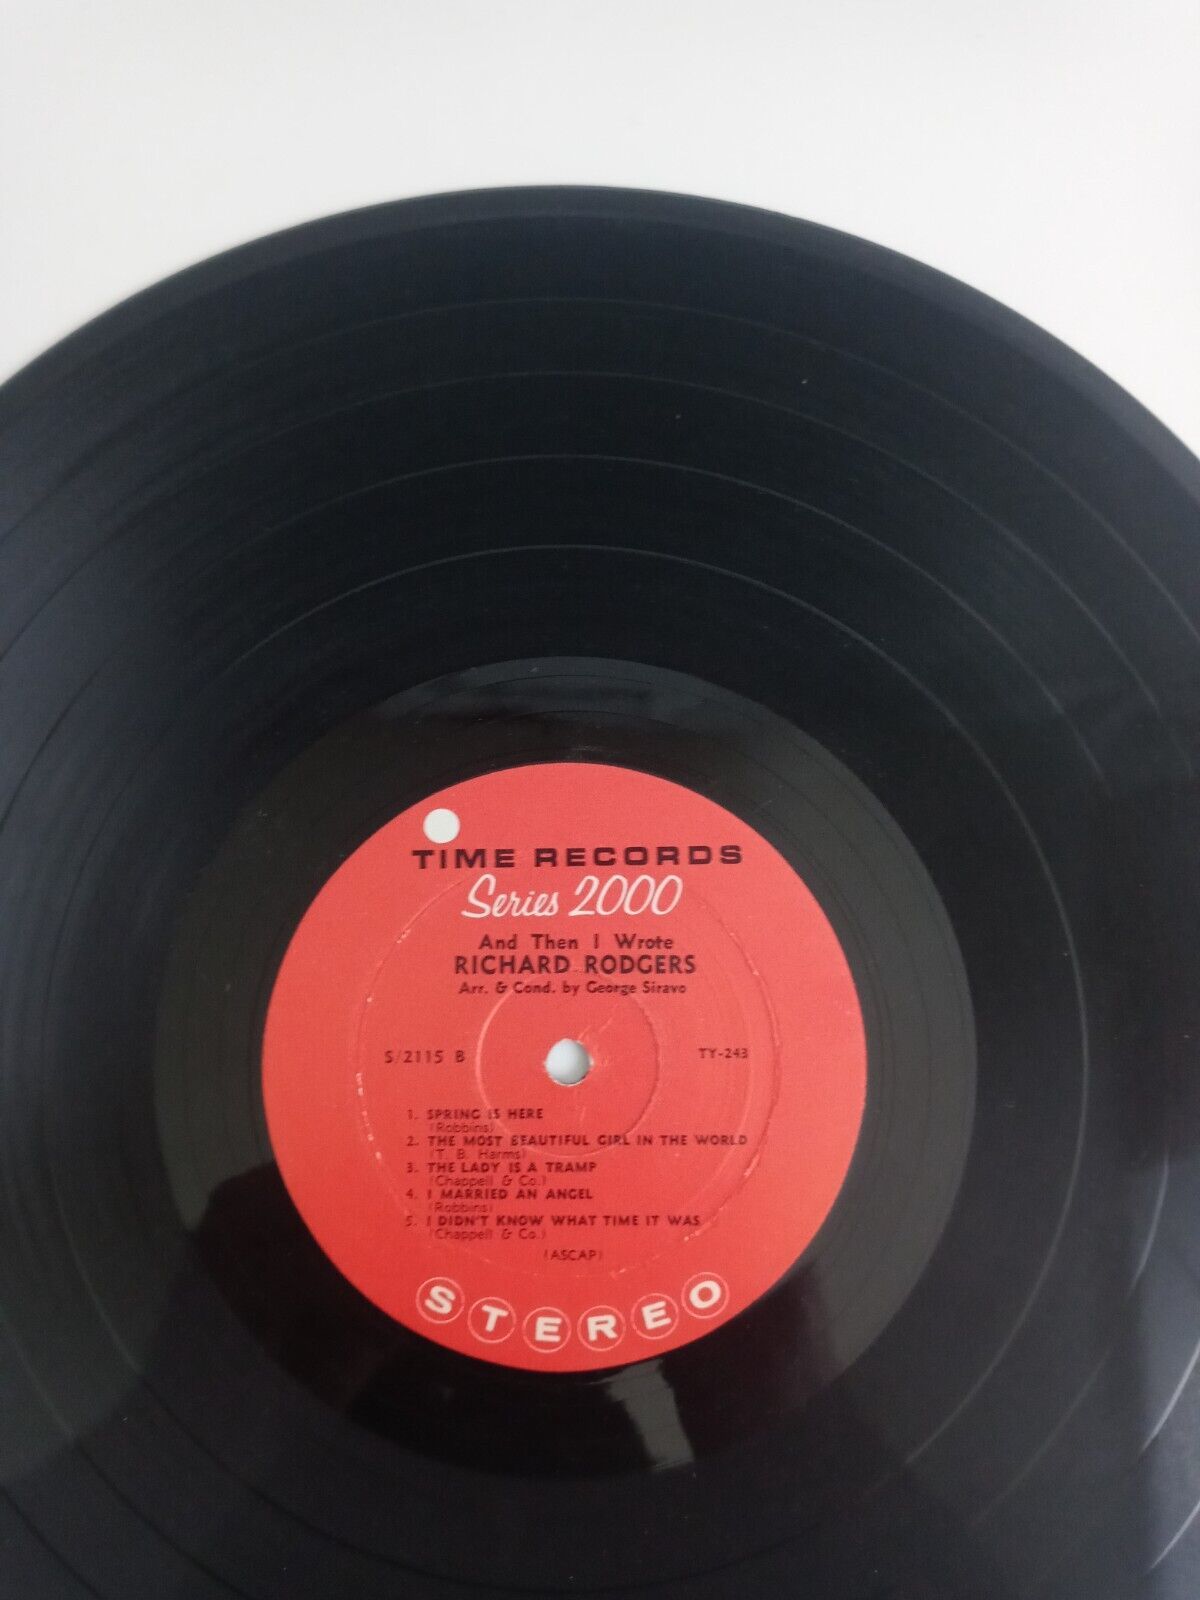 TIME RECORDS
Series 2000
And Then I Wrote
RICHARD RODGERS
Arr. & Cond. by George Siravo
S/2115 B TY-243
1. SPRING IS HERE
(Robbins)
2. THE MOST BEAUTIFUL GIRL IN THE WORLD
(T. B. Harms)
3. THE LADY IS A TRAMP
(Chappell & Co.)
4. I MARRIED AN ANGEL
(Robbins)
5. I DIDN'T KNOW WHAT TIME IT WAS
(Chappell & Co.)
(ASCAP)
STEREO